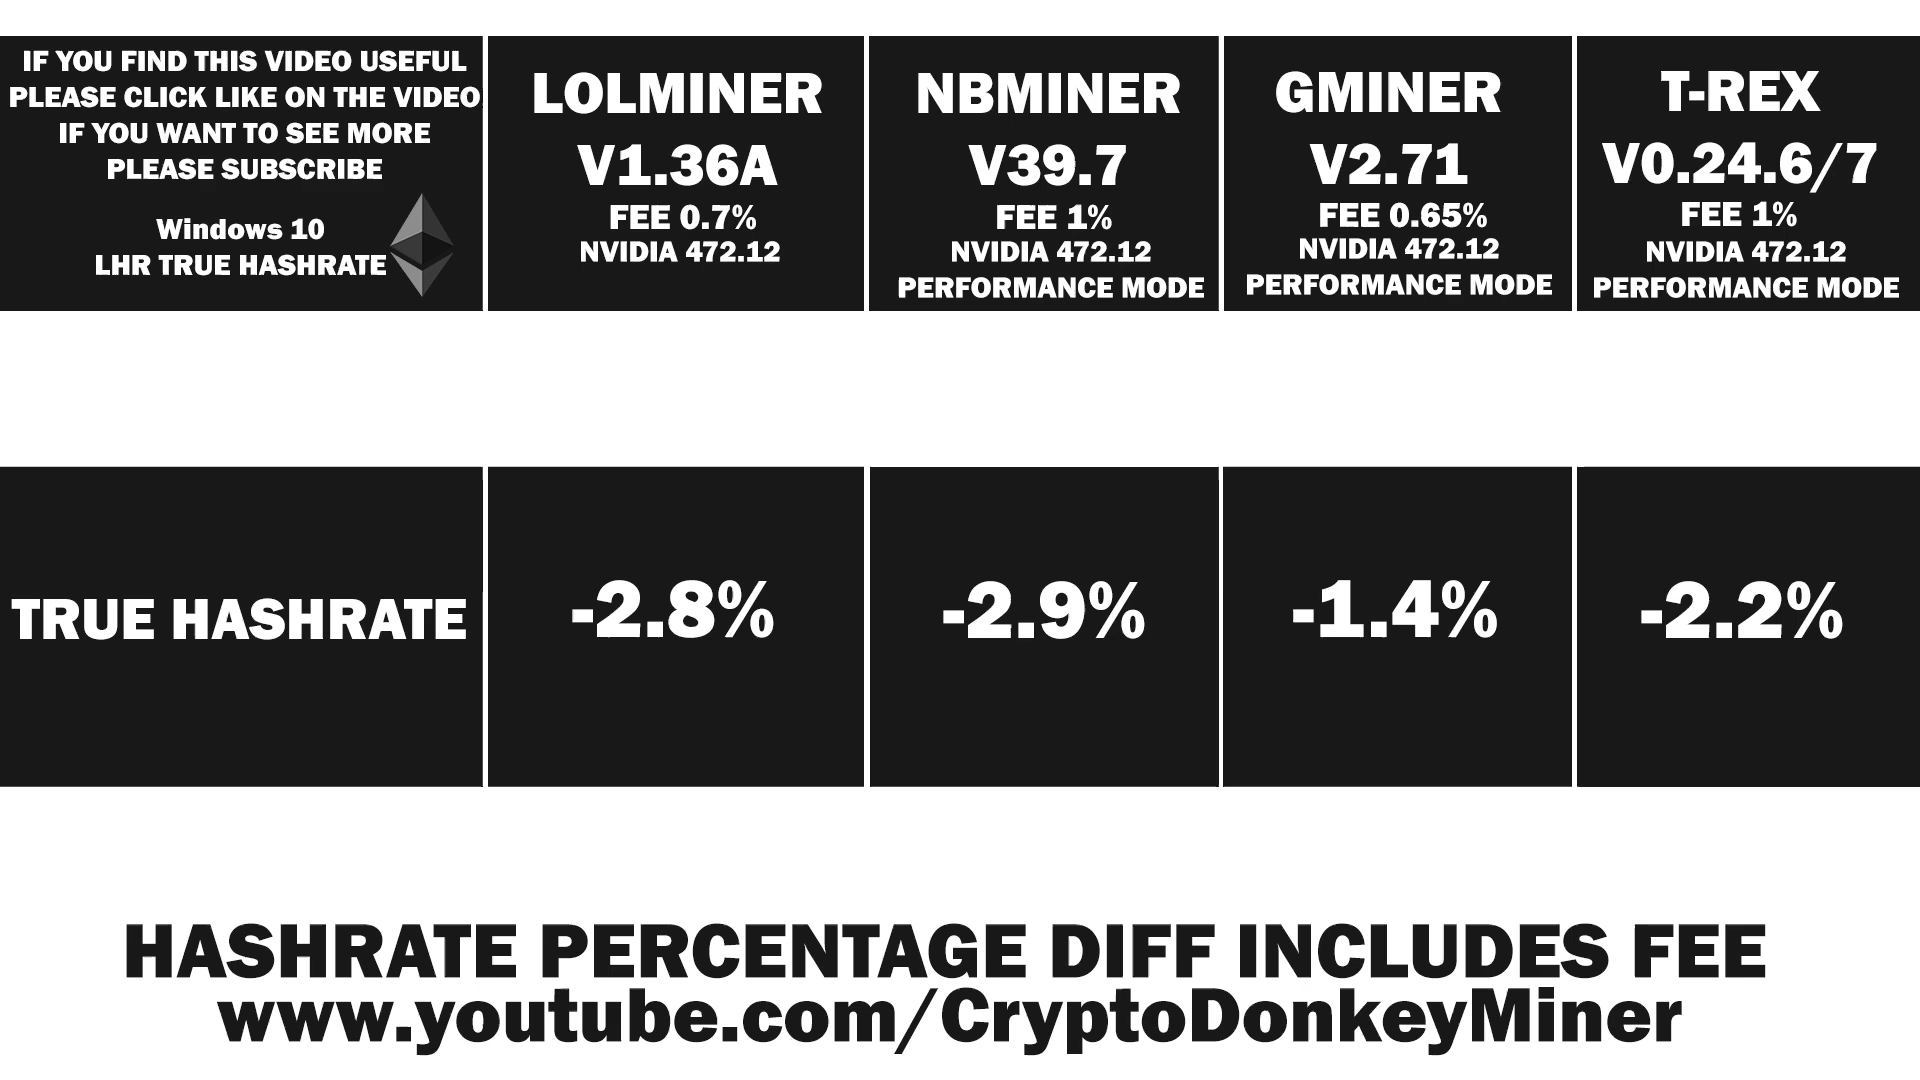 IF YOU FIND THIS VIDEO USEFUL
PLEASE CLICK LIKE ON THE VIDEO
IF YOU WANT TO SEE MORE
PLEASE SUBSCRIBE
Windows 10
LHR TRUE HASHRATE
LOLMINER
V1.36A
FEE 0.7%
NVIDIA 472.12
NBMINER
V39.7
FEE 1%
NVIDIA 472.12
PERFORMANCE MODE
GMINER
V2.71
FEE 0.65%
NVIDIA 472.12
PERFORMANCE MODE
T-REX
V0.24.6/7
FEE 1%
NVIDIA 472.12
PERFORMANCE MODE
TRUE HASHRATE
-2.8%
-2.9%
-1.4%
-2.2%
HASHRATE PERCENTAGE DIFF INCLUDES FEE
www.youtube.com/CryptoDonkeyMiner